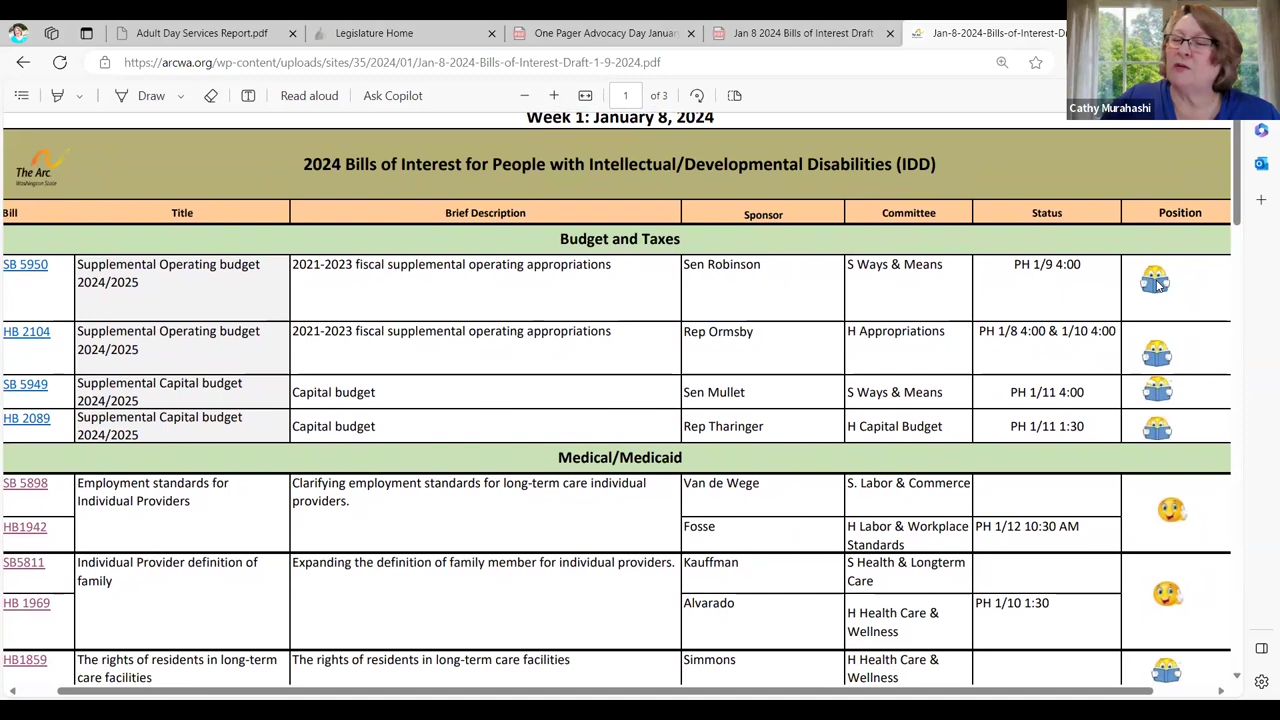 Adult Day Services Report.pdf
Legislature Home
One Pager Advocacy Day Januar
Jan 8 2024 Bills of Interest Draft
Jan-8-2024-Bills-of-Interest-D
https://arcwa.org/wp-content/uploads/sites/35/2024/01/Jan-8-2024-Bills-of-Interest-Draft-1-9-2024.pdf
Draw
Read aloud
Ask Copilot
1 of 3
Cathy Murahashi
Week 1: January 8, 2024
The Arc
Washington State
2024 Bills of Interest for People with Intellectual/Developmental Disabilities (IDD)
Bill Title Brief Description Sponsor Committee Status Position
Budget and Taxes
SB 5950 Supplemental Operating budget 2021-2023 fiscal supplemental operating appropriations Sen Robinson S Ways & Means PH 1/9 4:00
2024/2025
HB 2104 Supplemental Operating budget 2021-2023 fiscal supplemental operating appropriations Rep Ormsby H Appropriations PH 1/8 4:00 & 1/10 4:00
2024/2025
SB 5949 Supplemental Capital budget Capital budget Sen Mullet S Ways & Means PH 1/11 4:00
2024/2025
HB 2089 Supplemental Capital budget Capital budget Rep Tharinger H Capital Budget PH 1/11 1:30
2024/2025
Medical/Medicaid
SB 5898 Employment standards for Clarifying employment standards for long-term care individual Van de Wege S. Labor & Commerce
Individual Providers providers.
HB1942 Fosse H Labor & Workplace PH 1/12 10:30 AM
Standards
SB5811 Individual Provider definition of Expanding the definition of family member for individual providers. Kauffman S Health & Longterm
family Care
HB 1969 Alvarado H Health Care & PH 1/10 1:30
Wellness
HB1859 The rights of residents in long-term The rights of residents in long-term care facilities Simmons H Health Care &
care facilities Wellness